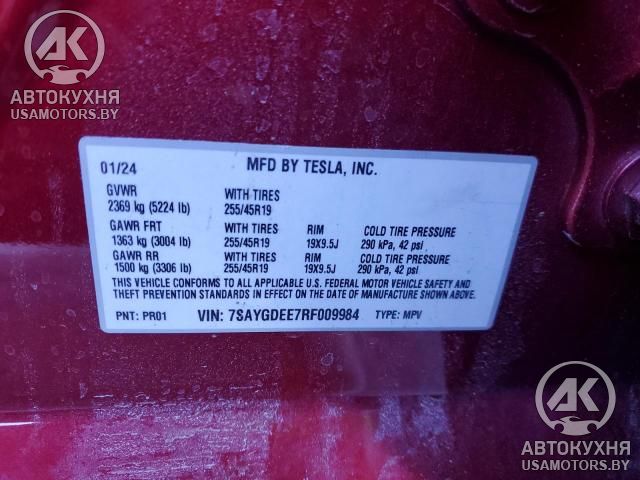 АК
АВТОКУХНЯ
USAMOTORS.BY
01/24 MFD BY TESLA, INC.
GVWR WITH TIRES
2369 kg (5224 lb) 255/45R19
GAWR FRT WITH TIRES RIM COLD TIRE PRESSURE
1363 kg (3004 lb) 255/45R19 19X9.5J 290 kPa, 42 psi
GAWR RR WITH TIRES RIM COLD TIRE PRESSURE
1500 kg (3306 lb) 255/45R19 19X9.5J 290 kPa, 42 psi
THIS VEHICLE CONFORMS TO ALL APPLICABLE U.S. FEDERAL MOTOR VEHICLE SAFETY AND
THEFT PREVENTION STANDARDS IN EFFECT ON THE DATE OF MANUFACTURE SHOWN ABOVE.
PNT: PR01 VIN: 7SAYGDEE7RF009984 TYPE: MPV
АК
АВТОКУХНЯ
USAMOTORS.BY